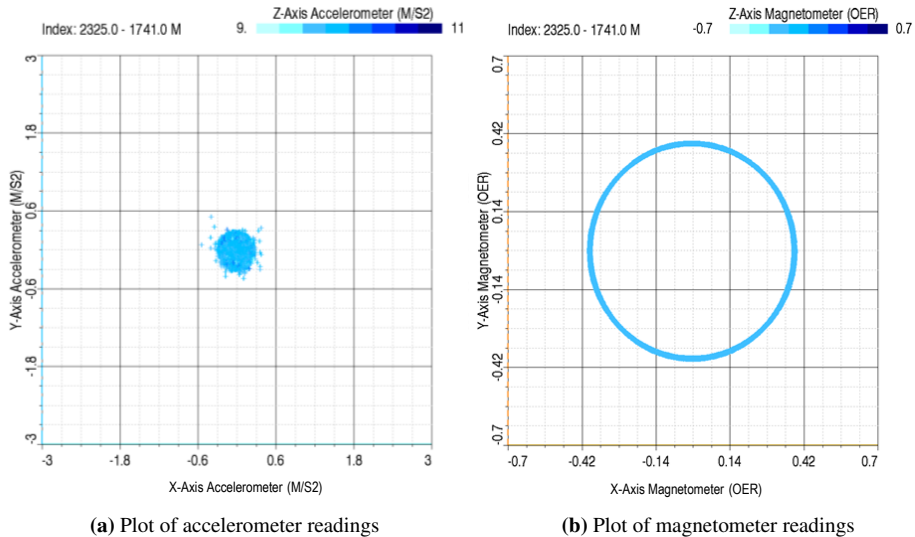 Z-Axis Accelerometer (M/S2)
Index: 2325.0 - 1741.0 M
9. 11
3
1.8
0.6
-0.6
-1.8
-3
Y-Axis Accelerometer (M/S2)
-3 -1.8 -0.6 0.6 1.8 3
X-Axis Accelerometer (M/S2)
(a) Plot of accelerometer readings
Z-Axis Magnetometer (OER)
Index: 2325.0 - 1741.0 M
-0.7 0.7
0.7
0.42
0.14
-0.14
-0.42
-0.7
Y-Axis Magnetometer (OER)
-0.7 -0.42 -0.14 0.14 0.42 0.7
X-Axis Magnetometer (OER)
(b) Plot of magnetometer readings